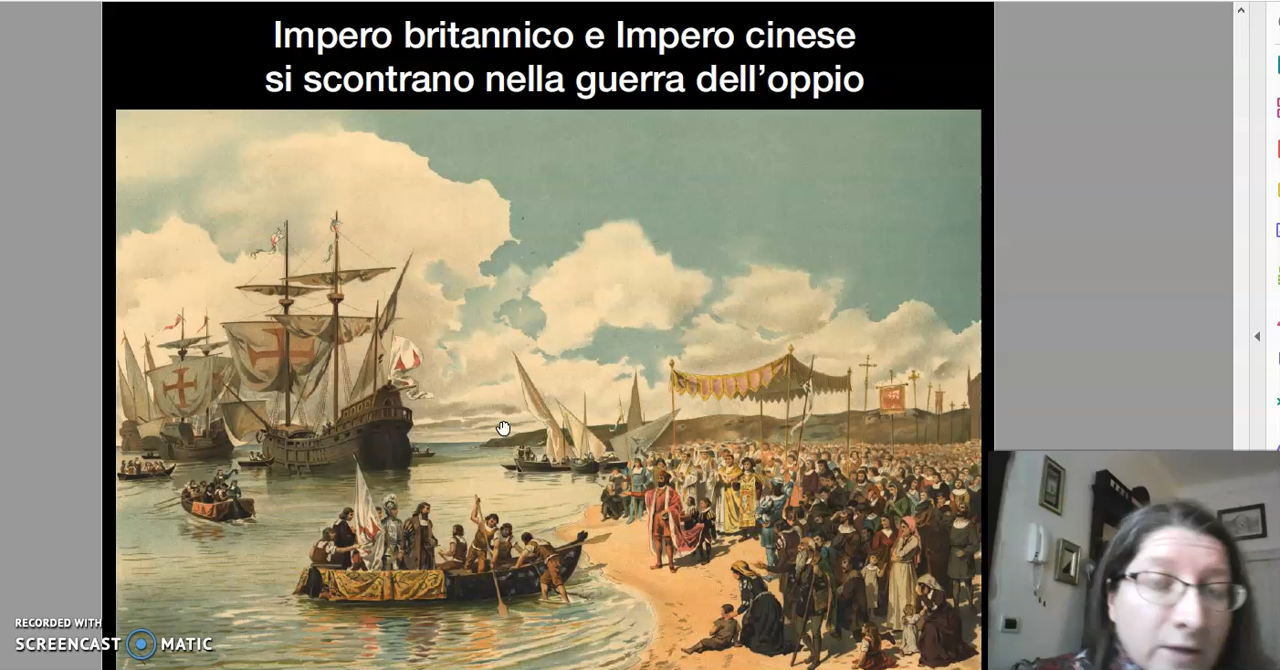 Impero britannico e Impero cinese
si scontrano nella guerra dell'oppio
RECORDED WITH
SCREENCAST MATIC